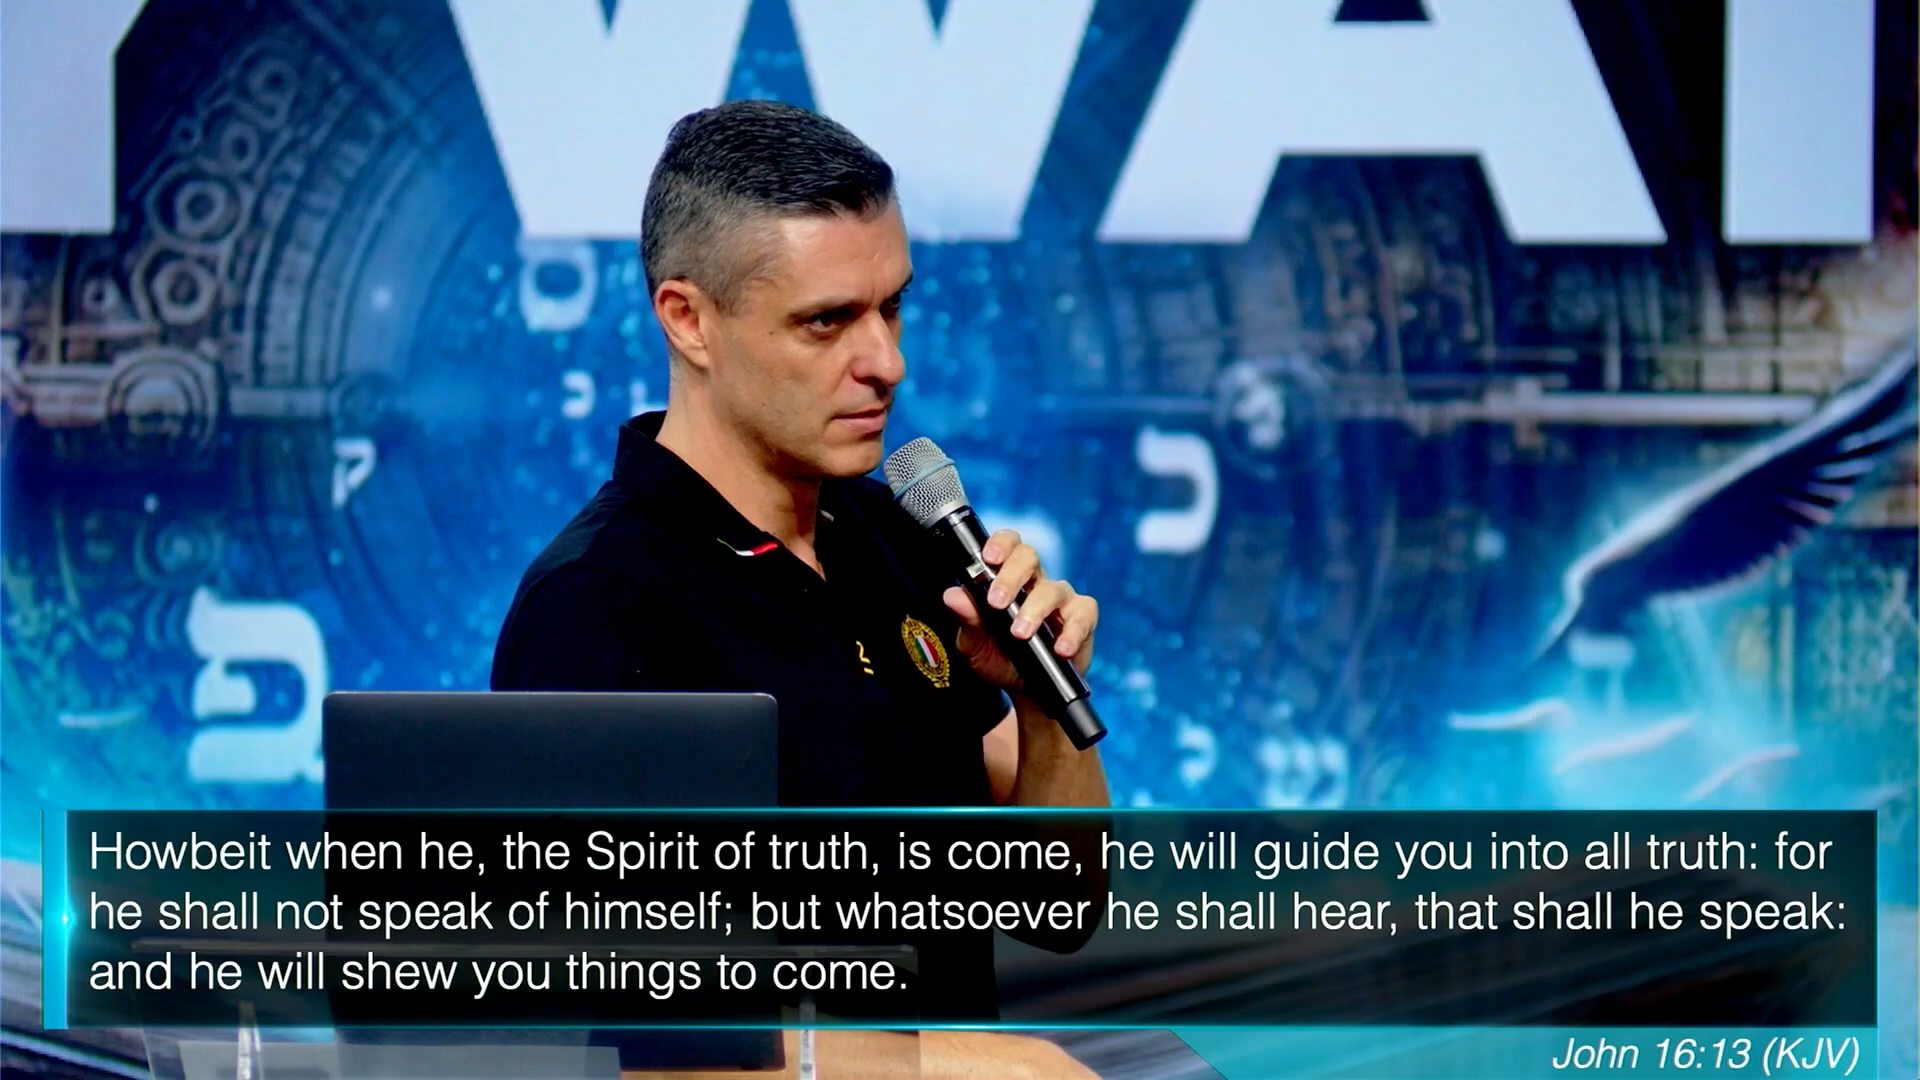 WAI
Howbeit when he, the Spirit of truth, is come, he will guide you into all truth: for
he shall not speak of himself; but whatsoever he shall hear, that shall he speak:
and he will shew you things to come.
John 16:13 (KJV)